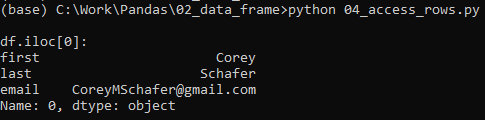 (base) C:\Work\Pandas\02_data_frame>python 04_access_rows.py
df.iloc[0]:
first                    Corey
last                   Schafer
email    CoreyMSchafer@gmail.com
Name: 0, dtype: object